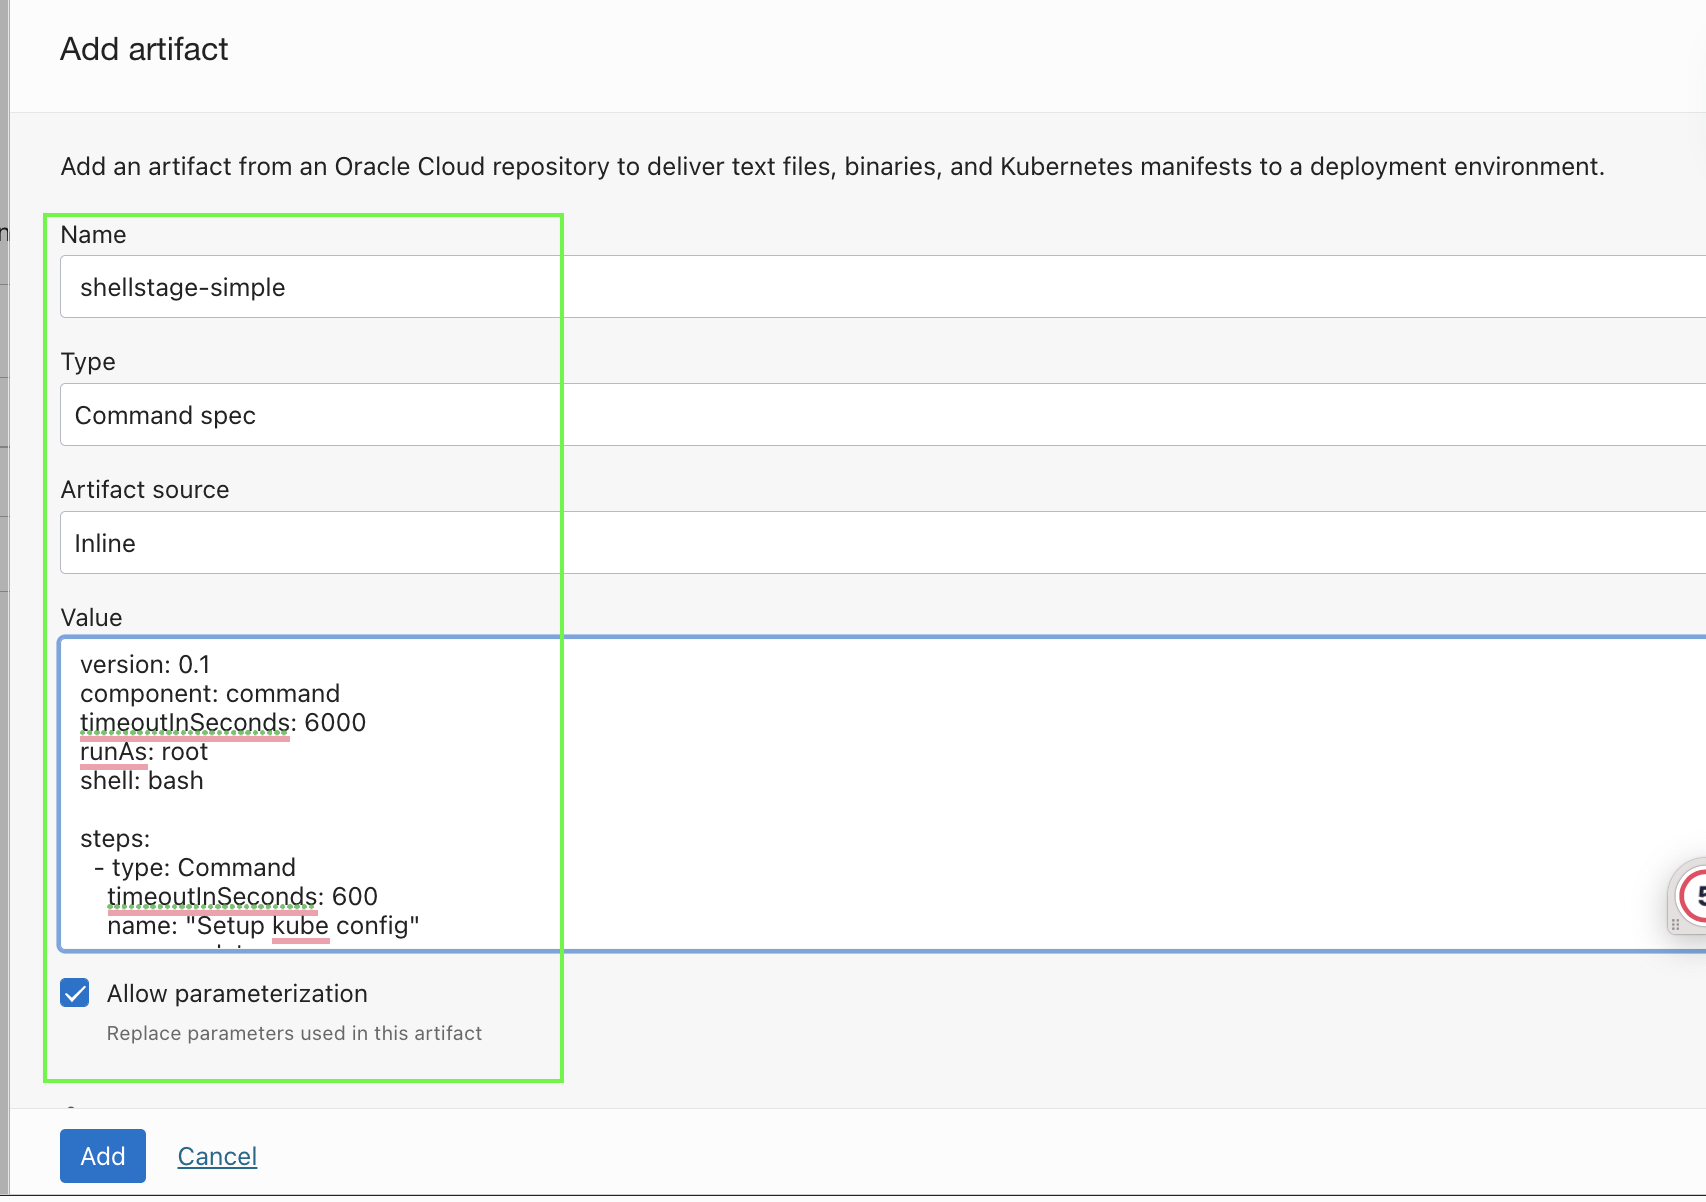 Add artifact
Add an artifact from an Oracle Cloud repository to deliver text files, binaries, and Kubernetes manifests to a deployment environment.
Name
shellstage-simple
Type
Command spec
Artifact source
Inline
Value
version: 0.1
component: command
timeoutInSeconds: 6000
runAs: root
shell: bash
steps:
- type: Command
timeoutInSeconds: 600
name: "Setup kube config"
Allow parameterization
Replace parameters used in this artifact
Add
Cancel